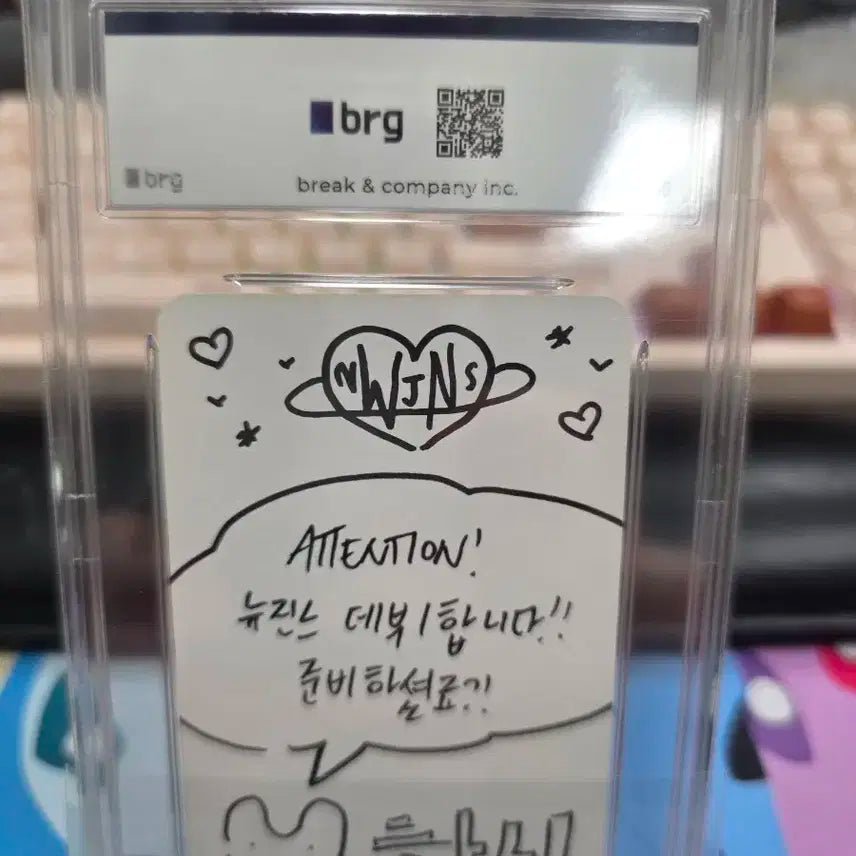 brg
brg
break & company inc.
NWJNS
ATTENTION!
뉴진스 데뷔합니다!!
준비하셨죠?!